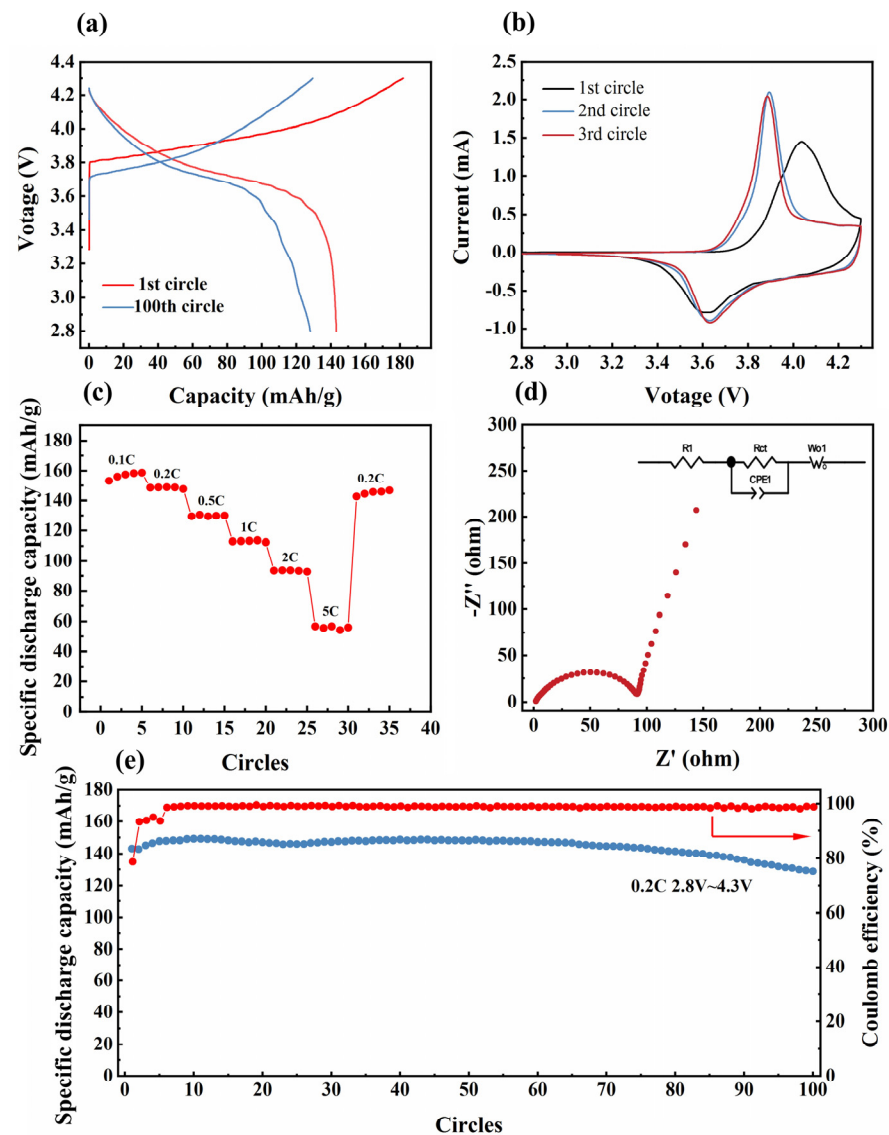 (a)
4.4
4.2
4.0
3.8
3.6
3.4
3.2
3.0
2.8
Votage (V)
1st circle
100th circle
0 20 40 60 80 100 120 140 160 180
Capacity (mAh/g)
(b)
2.5
2.0
1.5
1.0
0.5
0.0
-0.5
-1.0
Current (mA)
1st circle
2nd circle
3rd circle
2.8 3.0 3.2 3.4 3.6 3.8 4.0 4.2
Votage (V)
(c)
180
160
140
120
100
80
60
40
20
0
Specific discharge capacity (mAh/g)
0.1C
0.2C
0.5C
1C
2C
5C
0.2C
0 5 10 15 20 25 30 35 40
Circles
(d)
300
250
200
150
100
50
0
-Z'' (ohm)
R1
Rct
Wo1
CPE1
0 50 100 150 200 250 300
Z' (ohm)
(e)
180
160
140
120
100
80
60
40
20
0
Specific discharge capacity (mAh/g)
0.2C 2.8V~4.3V
100
80
60
40
20
0
Coulomb efficiency (%)
0 10 20 30 40 50 60 70 80 90 100
Circles